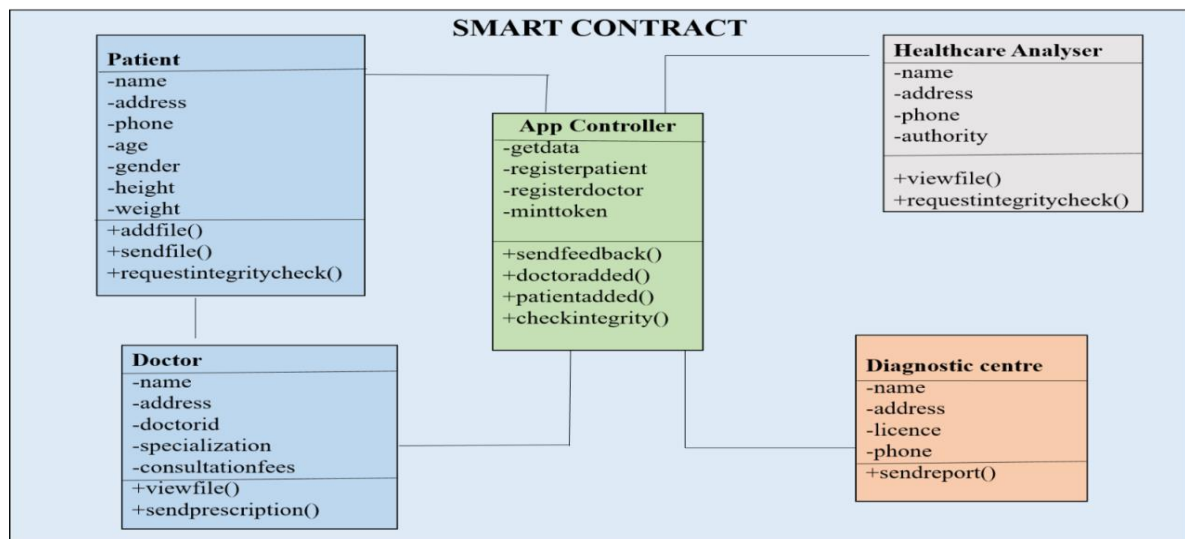 SMART CONTRACT
Patient
-name
-address
-phone
-age
-gender
-height
-weight
+addfile()
+sendfile()
+requestintegritycheck()
App Controller
-getdata
-registerpatient
-registerdoctor
-minttoken
+sendfeedback()
+doctoradded()
+patientadded()
+checkintegrity()
Healthcare Analyser
-name
-address
-phone
-authority
+viewfile()
+requestintegritycheck()
Doctor
-name
-address
-doctorid
-specialization
-consultationfees
+viewfile()
+sendprescription()
Diagnostic centre
-name
-address
-licence
-phone
+sendreport()